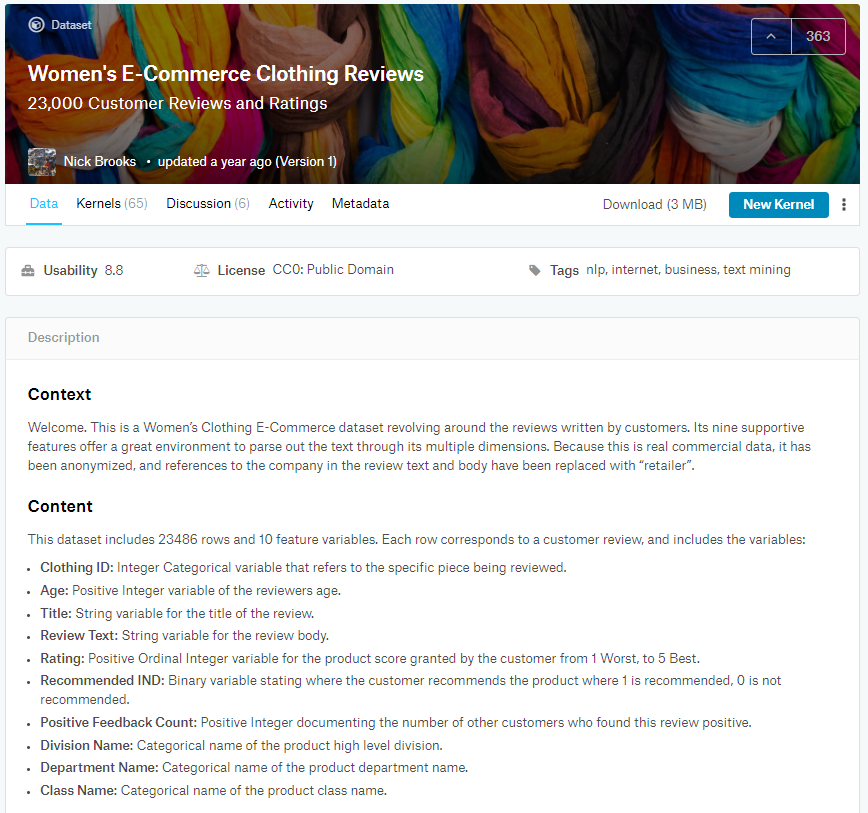 Dataset
363
Women's E-Commerce Clothing Reviews
23,000 Customer Reviews and Ratings
Nick Brooks • updated a year ago (Version 1)
Data Kernels (65) Discussion (6) Activity Metadata Download (3 MB) New Kernel
Usability 8.8 License CC0: Public Domain Tags nlp, internet, business, text mining
Description
Context
Welcome. This is a Women’s Clothing E-Commerce dataset revolving around the reviews written by customers. Its nine supportive
features offer a great environment to parse out the text through its multiple dimensions. Because this is real commercial data, it has
been anonymized, and references to the company in the review text and body have been replaced with “retailer”.
Content
This dataset includes 23486 rows and 10 feature variables. Each row corresponds to a customer review, and includes the variables:
• Clothing ID: Integer Categorical variable that refers to the specific piece being reviewed.
• Age: Positive Integer variable of the reviewers age.
• Title: String variable for the title of the review.
• Review Text: String variable for the review body.
• Rating: Positive Ordinal Integer variable for the product score granted by the customer from 1 Worst, to 5 Best.
• Recommended IND: Binary variable stating where the customer recommends the product where 1 is recommended, 0 is not
recommended.
• Positive Feedback Count: Positive Integer documenting the number of other customers who found this review positive.
• Division Name: Categorical name of the product high level division.
• Department Name: Categorical name of the product department name.
• Class Name: Categorical name of the product class name.